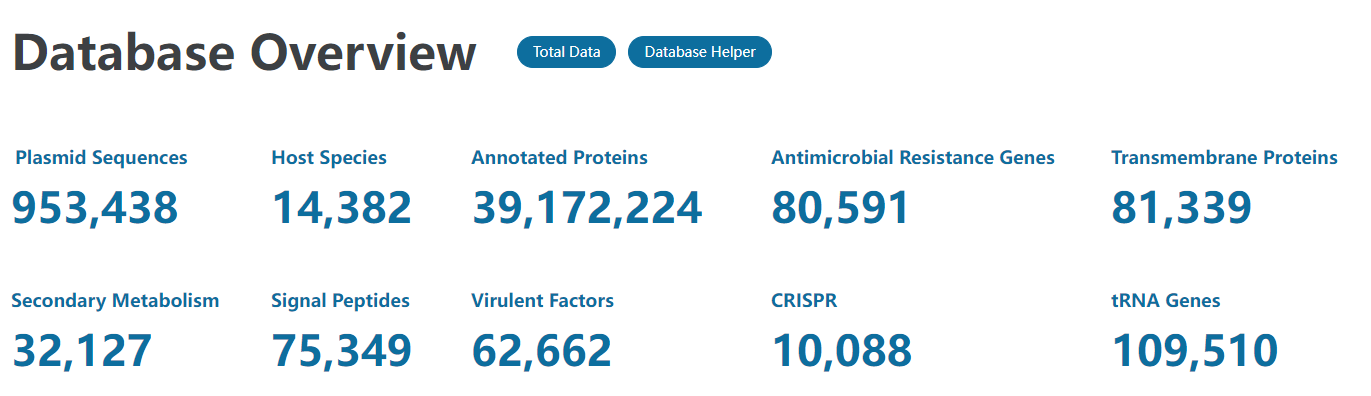 Database Overview Total Data Database Helper
Plasmid Sequences Host Species Annotated Proteins Antimicrobial Resistance Genes Transmembrane Proteins
953,438 14,382 39,172,224 80,591 81,339
Secondary Metabolism Signal Peptides Virulent Factors CRISPR tRNA Genes
32,127 75,349 62,662 10,088 109,510